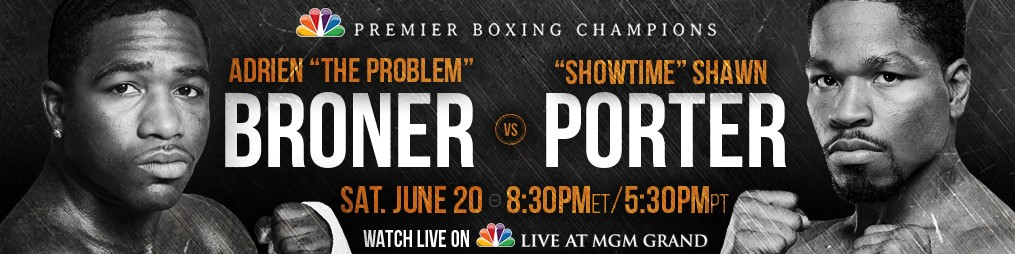 PREMIER BOXING CHAMPIONS
ADRIEN "THE PROBLEM"
BRONER
VS
"SHOWTIME" SHAWN
PORTER
SAT. JUNE 20 8:30PMET/5:30PMPT
WATCH LIVE ON LIVE AT MGM GRAND